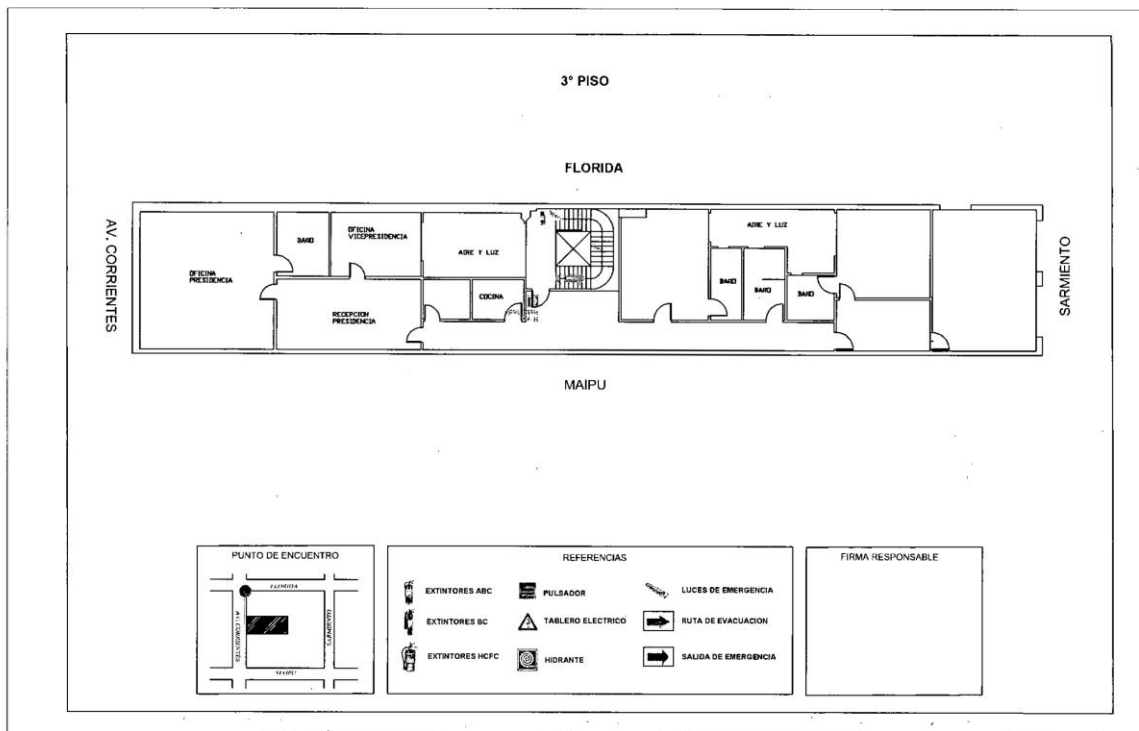 3° PISO
FLORIDA
AV. CORRIENTES
OFICINA
PRESIDENCIA
BAÑO
OFICINA
VICEPRESIDENCIA
AIRE Y LUZ
RECEPCION
PRESIDENCIA
COCINA
AIRE Y LUZ
BAÑO
BAÑO
BAÑO
SARMIENTO
MAIPU
PUNTO DE ENCUENTRO
FLORIDA
AV. CORRIENTES
SARMIENTO
MAIPU
REFERENCIAS
EXTINTORES ABC
PULSADOR
LUCES DE EMERGENCIA
EXTINTORES BC
TABLERO ELECTRICO
RUTA DE EVACUACION
EXTINTORES HCFC
HIDRANTE
SALIDA DE EMERGENCIA
FIRMA RESPONSABLE